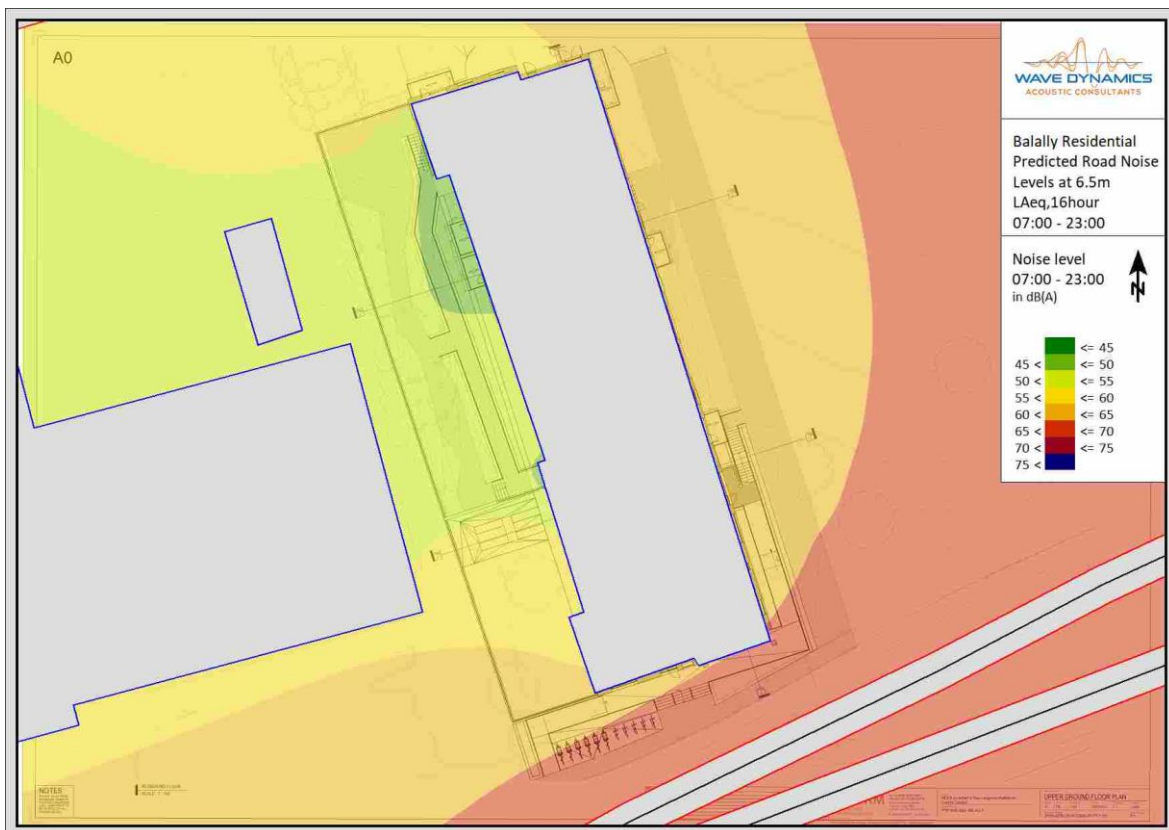 A0
WAVE DYNAMICS
ACOUSTIC CONSULTANTS
Balally Residential
Predicted Road Noise
Levels at 6.5m
LAeq,16hour
07:00 - 23:00
Noise level
07:00 - 23:00
in dB(A)
N
<= 45
45 < <= 50
50 < <= 55
55 < <= 60
60 < <= 65
65 < <= 70
70 < <= 75
75 <
NOTES
UPPER GROUND FLOOR PLAN